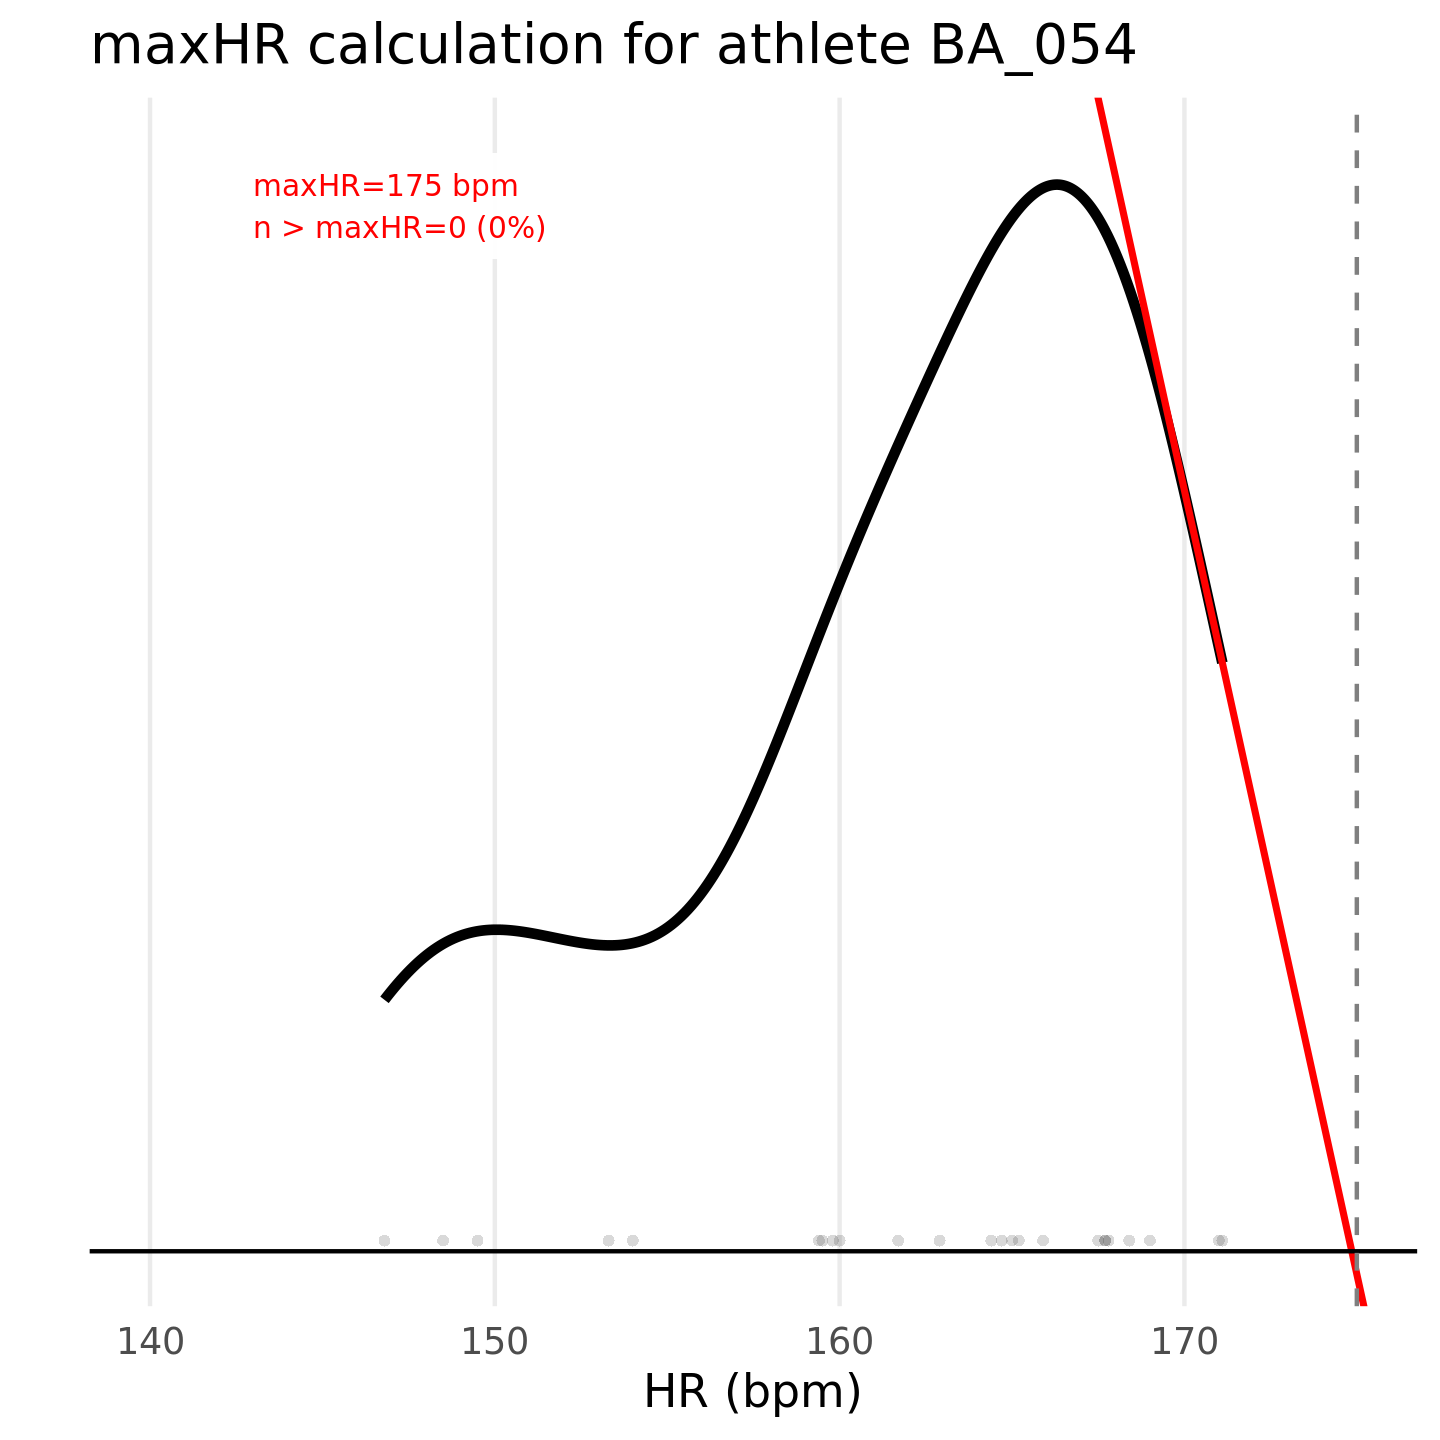 maxHR calculation for athlete BA_054
maxHR=175 bpm
n > maxHR=0 (0%)
140 150 160 170
HR (bpm)